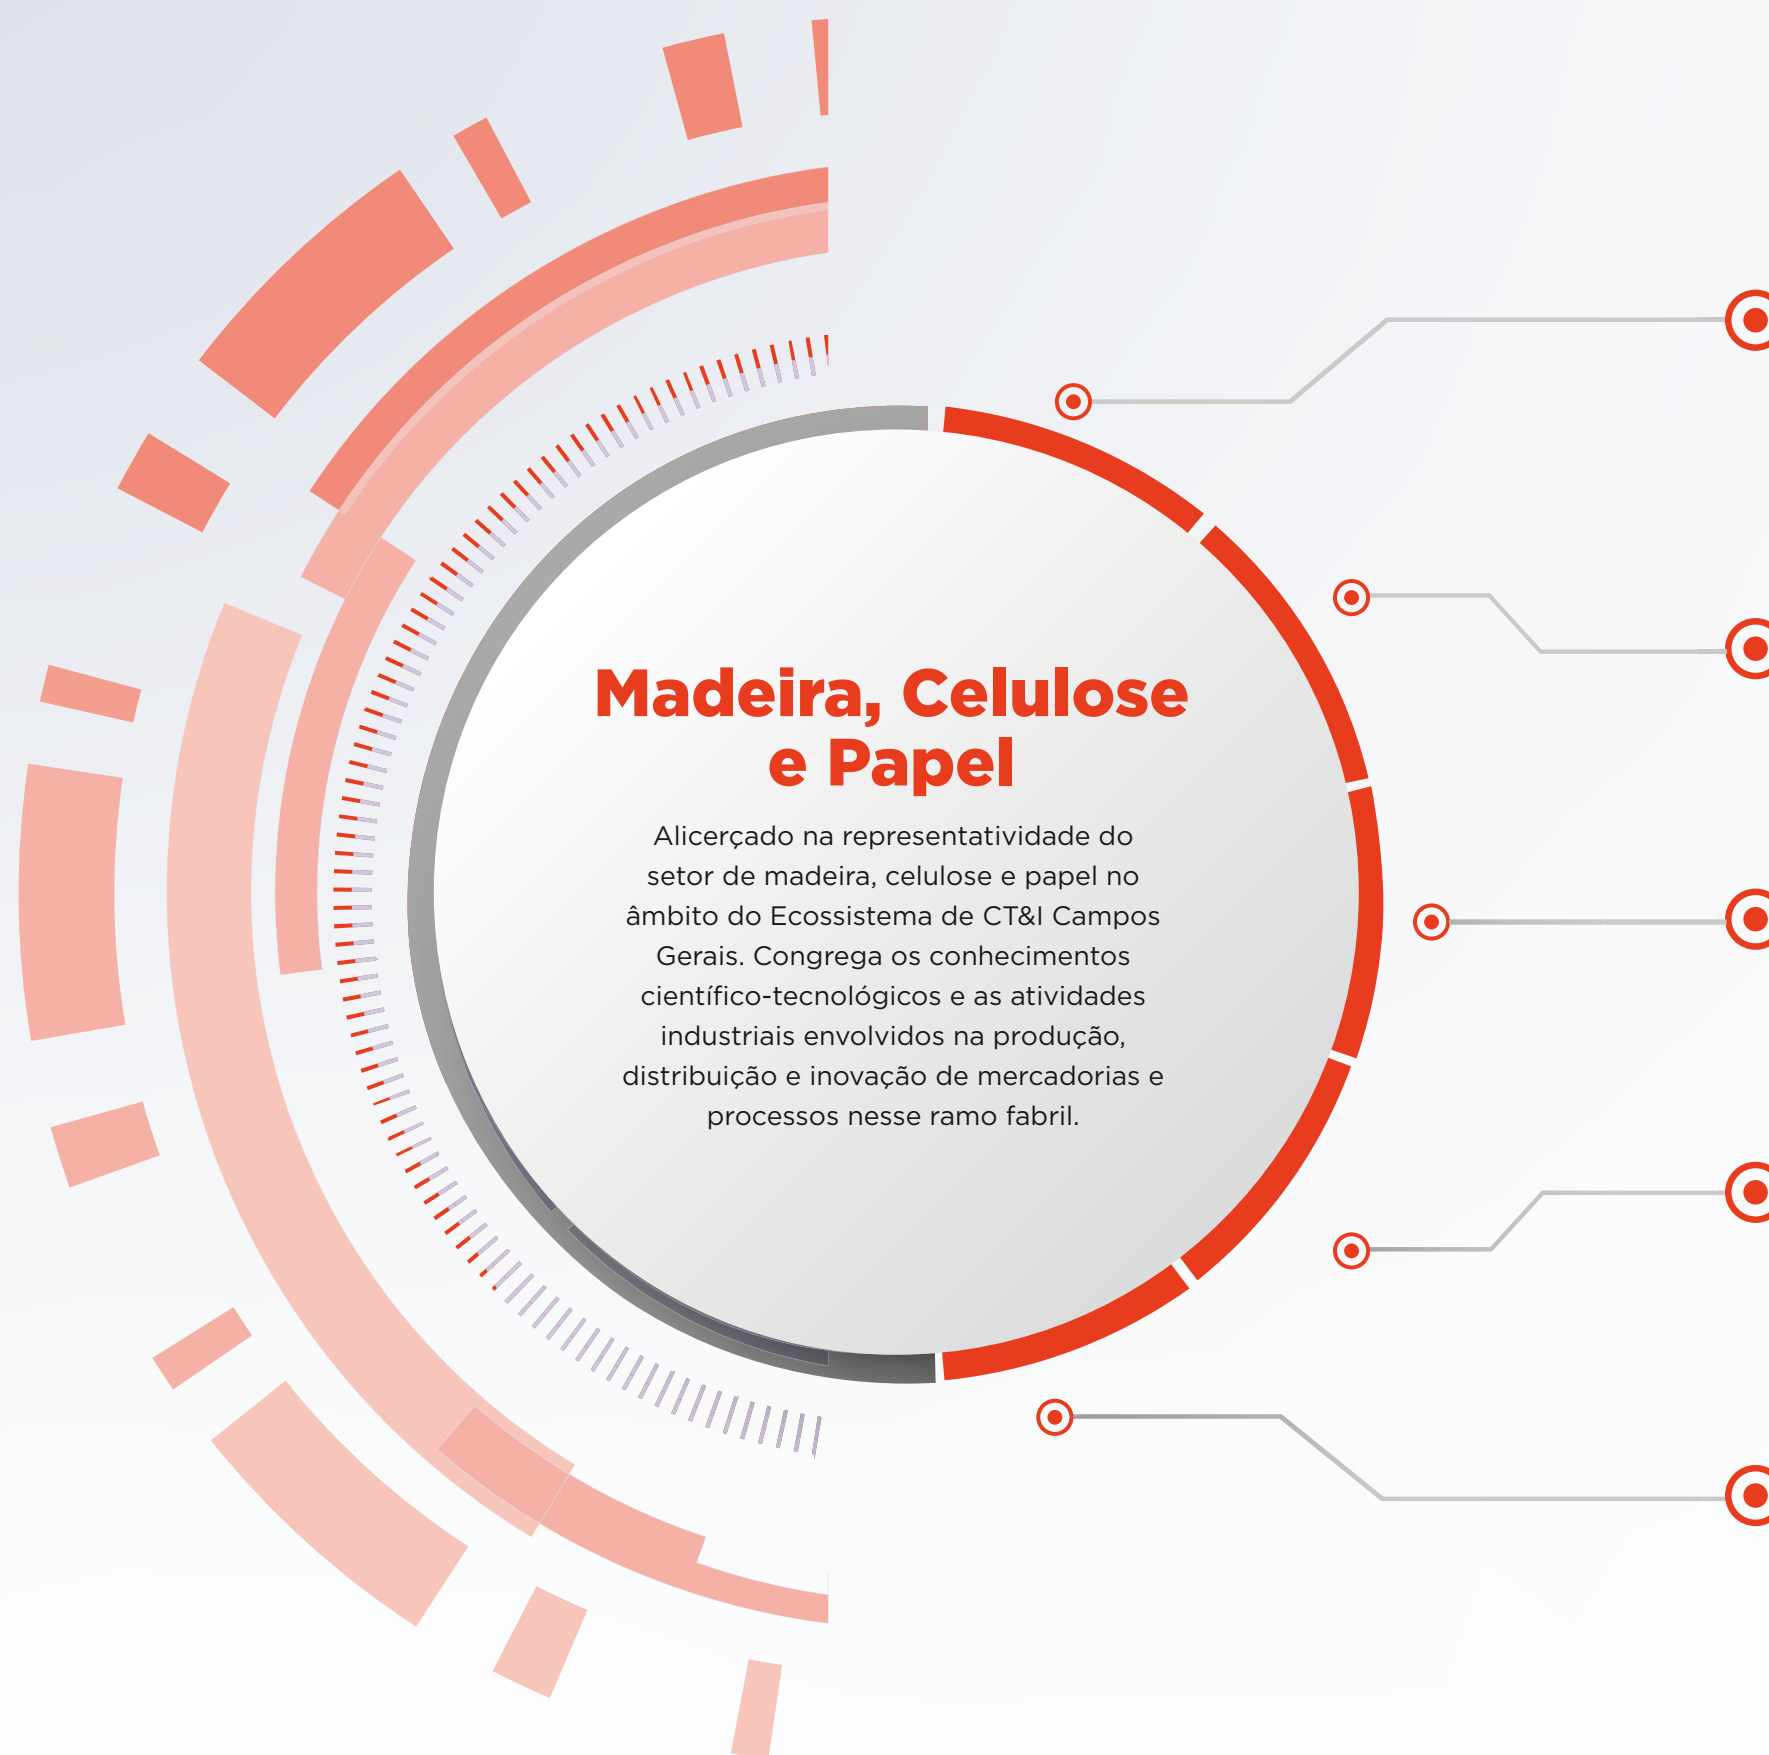 Madeira, Celulose
e Papel
Alicerçado na representatividade do
setor de madeira, celulose e papel no
âmbito do Ecossistema de CT&I Campos
Gerais. Congrega os conhecimentos
científico-tecnológicos e as atividades
industriais envolvidos na produção,
distribuição e inovação de mercadorias e
processos nesse ramo fabril.